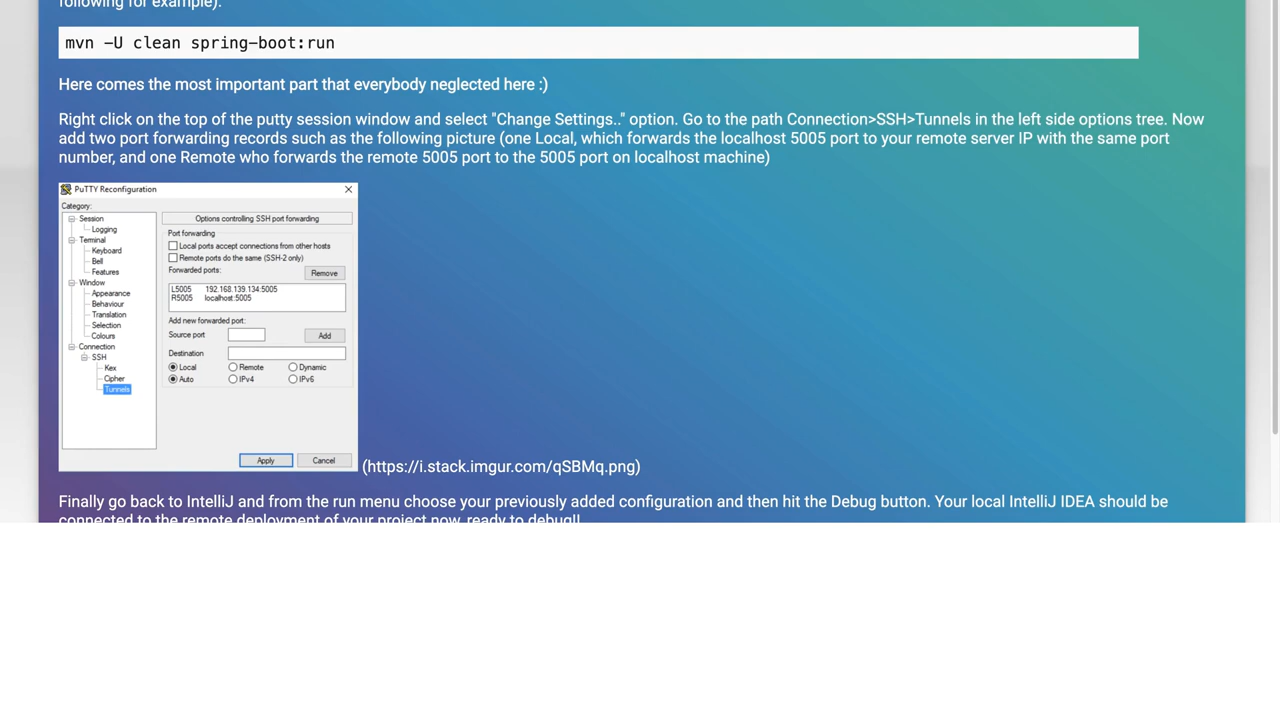 following for example):
mvn -U clean spring-boot:run
Here comes the most important part that everybody neglected here :)
Right click on the top of the putty session window and select "Change Settings.." option. Go to the path Connection>SSH>Tunnels in the left side options tree. Now
add two port forwarding records such as the following picture (one Local, which forwards the localhost 5005 port to your remote server IP with the same port
number, and one Remote who forwards the remote 5005 port to the 5005 port on localhost machine)
PuTTY Reconfiguration
Category:
Session
Logging
Terminal
Keyboard
Bell
Features
Window
Appearance
Behaviour
Translation
Selection
Colours
Connection
SSH
Kex
Cipher
Tunnels
Options controlling SSH port forwarding
Port forwarding
Local ports accept connections from other hosts
Remote ports do the same (SSH-2 only)
Forwarded ports:
Remove
L5005 192.168.139.134:5005
R5005 localhost:5005
Add new forwarded port:
Source port
Add
Destination
Local Remote Dynamic
Auto IPv4 IPv6
Apply Cancel
(https://i.stack.imgur.com/qSBMq.png)
Finally go back to IntelliJ and from the run menu choose your previously added configuration and then hit the Debug button. Your local IntelliJ IDEA should be
connected to the remote deployment of your project now, ready to debug!!